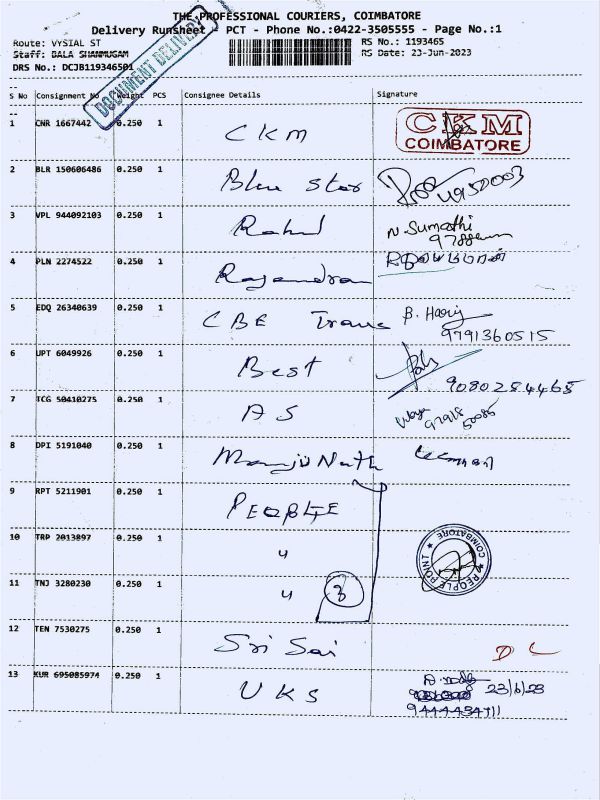 THE PROFESSIONAL COURIERS, COIMBATORE
Delivery Runsheet - PCT - Phone No.:0422-3505555 - Page No.:1
Route: VYSIAL ST RS No.: 1193465
Staff: BALA SHANMUGAM RS Date: 23-Jun-2023
DRS No.: DCJB119346501
DOCUMENT DELIVERY
S No Consignment No Weight PCS Consignee Details Signature
1 CNR 1667442 0.250 1 CKM CKM COIMBATORE
2 BLR 150606486 0.250 1 Blue Star
3 VPL 944092103 0.250 1 Rahul N. Sumathi
4 PLN 2274522 0.250 1 Rajendran
5 EDQ 26340639 0.250 1 CBE Trans B. Harij 9791360515
6 UPT 6049926 0.250 1 Best 9080284465
7 TCG 50410275 0.250 1 AS
8 DPI 5191040 0.250 1 Manju Nath
9 RPT 5211901 0.250 1 PEOPLE
10 TRP 2013897 0.250 1 "
11 TNJ 3280230 0.250 1 " 3
PEOPLE POINT COIMBATORE
12 TEN 7530275 0.250 1 Sri Sai DL
13 KUR 695085974 0.250 1 UKS 23/6/23